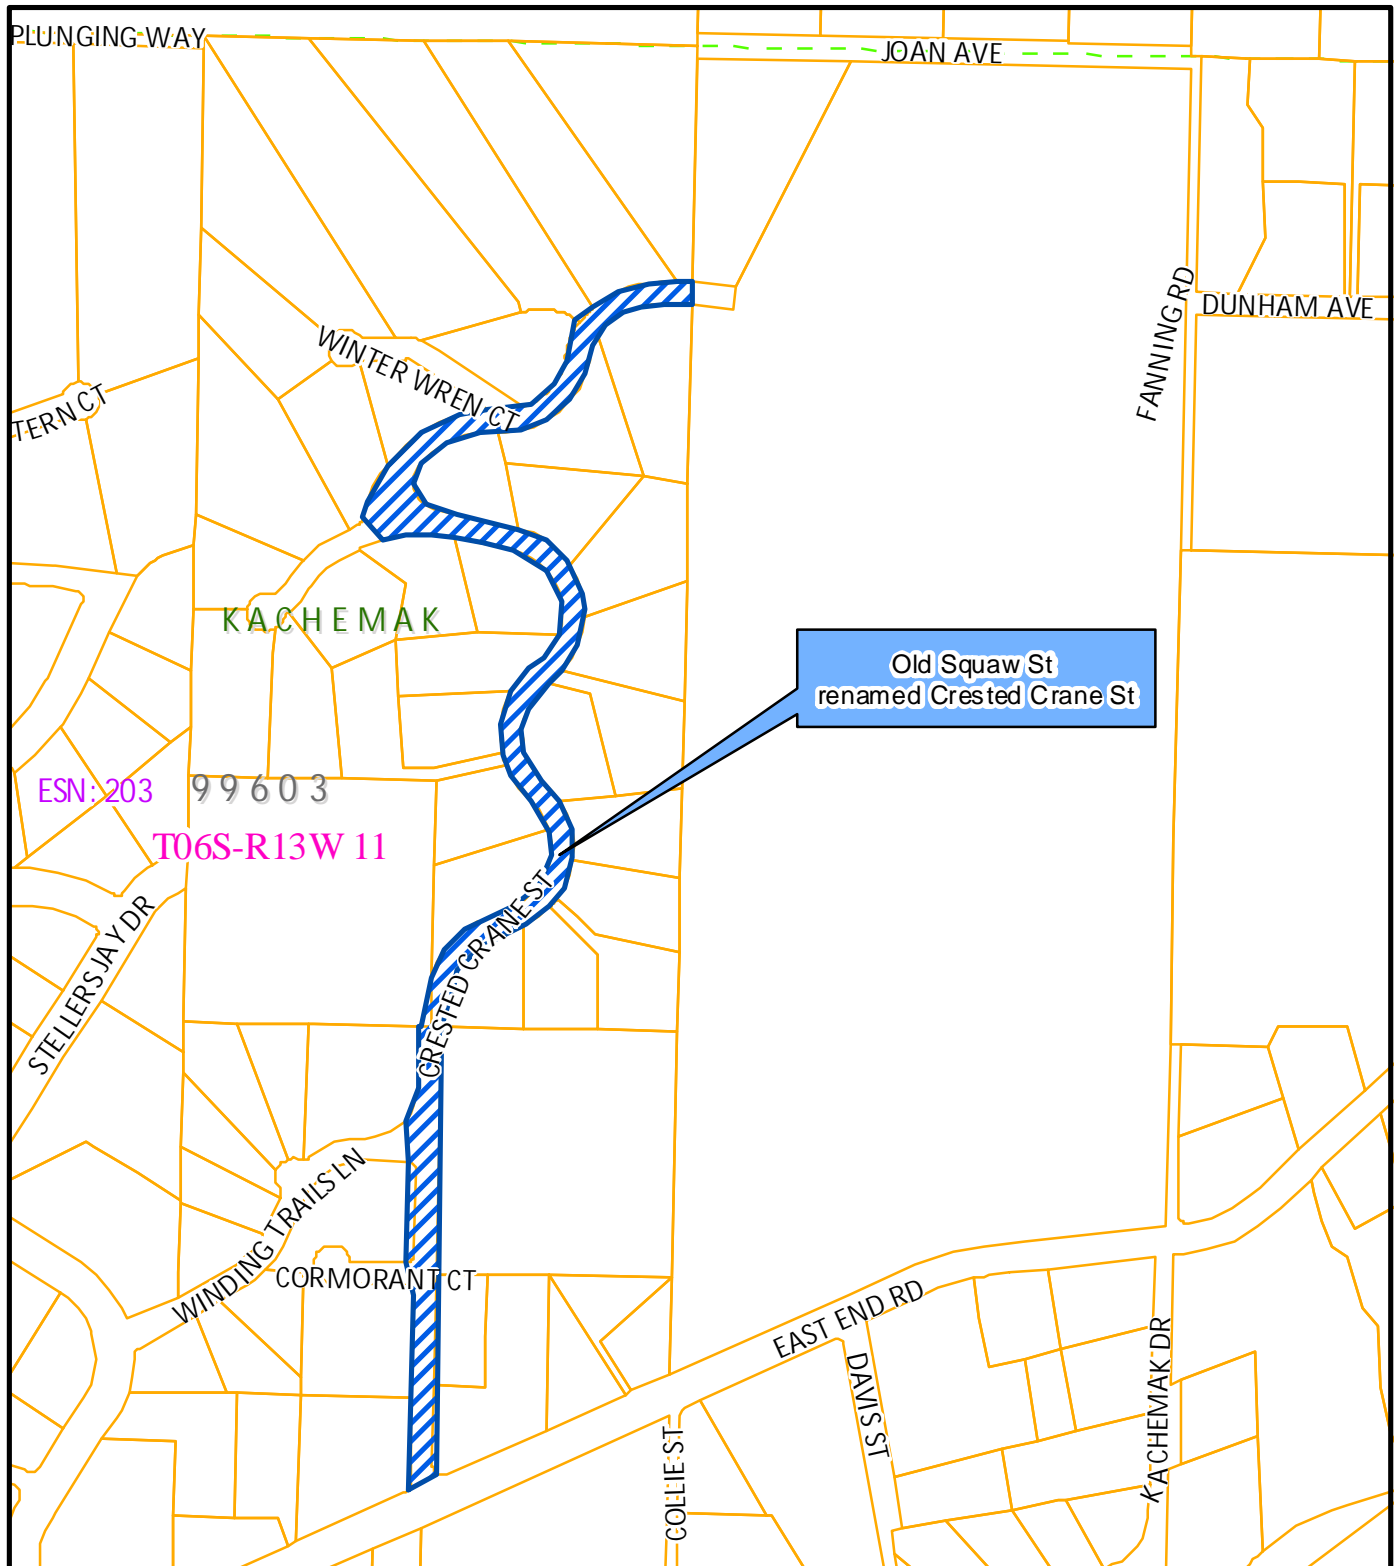 PLUNGING WAY
JOAN AVE
FANNING RD
DUNHAM AVE
WINTER WREN CT
TERN CT
KACHEMAK
Old Squaw St
renamed Crested Crane St
ESN: 203
99603
T06S-R13W 11
CRESTED CRANE ST
STELLERS JAY DR
WINDING TRAILS LN
CORMORANT CT
EAST END RD
DAVIS ST
KACHEMAK DR
COLLIE ST